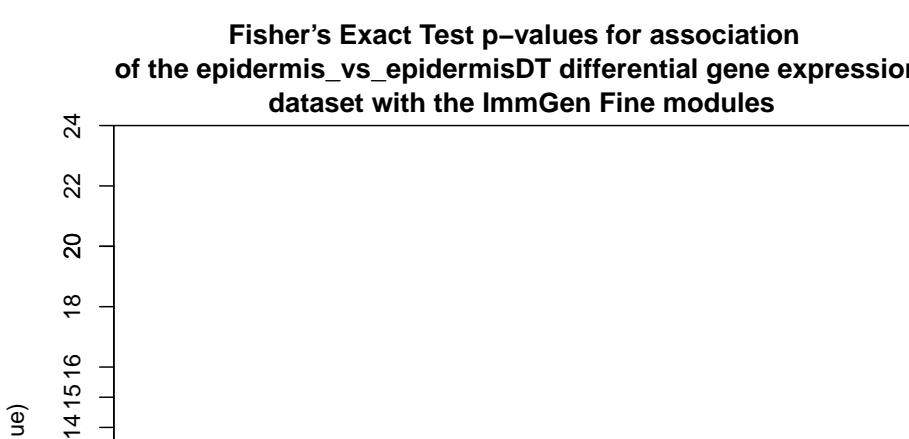 Fisher’s Exact Test p−values for association
of the epidermis_vs_epidermisDT differential gene expression
dataset with the ImmGen Fine modules
24
22
20
18
16
15
14
ue)